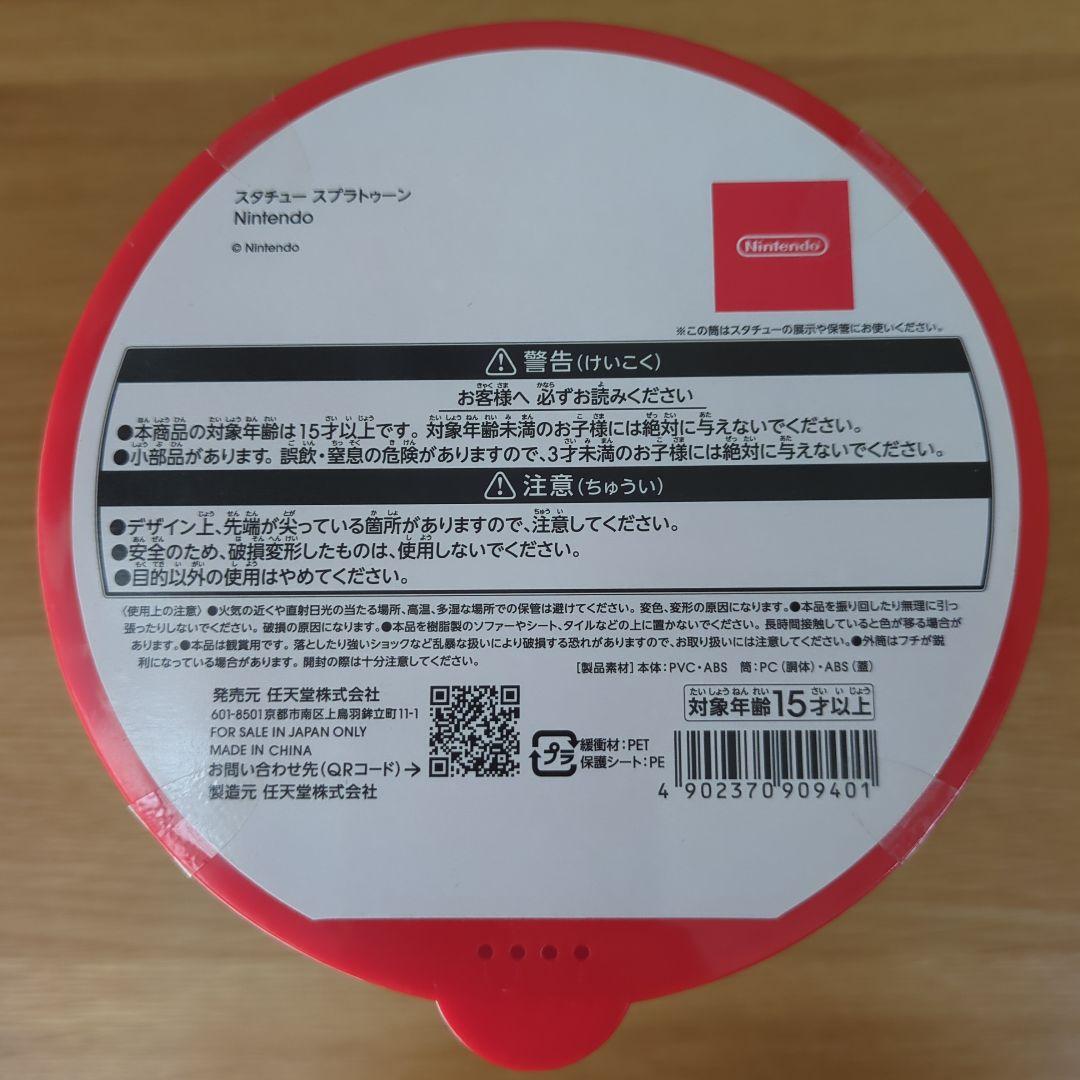 スタチュー スプラトゥーン
Nintendo
© Nintendo
Nintendo
※この筒はスタチューの展示や保管にお使いください。
警告(けいこく)
お客様へ 必ずお読みください
●本商品の対象年齢は15才以上です。対象年齢未満のお子様には絶対に与えないでください。
●小部品があります。誤飲・窒息の危険がありますので、3才未満のお子様には絶対に与えないでください。
注意(ちゅうい)
●デザイン上、先端が尖っている箇所がありますので、注意してください。
●安全のため、破損変形したものは、使用しないでください。
●目的以外の使用はやめてください。
〈使用上の注意〉 ●火気の近くや直射日光の当たる場所、高温、多湿な場所での保管は避けてください。変色、変形の原因になります。●本品を振り回したり無理に引っ
張ったりしないでください。破損の原因になります。●本品を樹脂製のソファーやシート、タイルなどの上に置かないでください。長時間接触していると色が移る場合が
あります。●本品は観賞用です。落としたり強いショックなど乱暴な扱いにより破損する恐れがありますので、お取り扱いには注意してください。●外筒はフチが鋭
利になっている場合があります。開封の際は十分注意してください。
[製品素材] 本体：PVC・ABS 筒：PC(胴体)・ABS(蓋)
発売元 任天堂株式会社
601-8501京都市南区上鳥羽鉾立町11-1
FOR SALE IN JAPAN ONLY
MADE IN CHINA
お問い合わせ先(QRコード)→
製造元 任天堂株式会社
プラ
緩衝材：PET
保護シート：PE
対象年齢15才以上
4 902370 909401